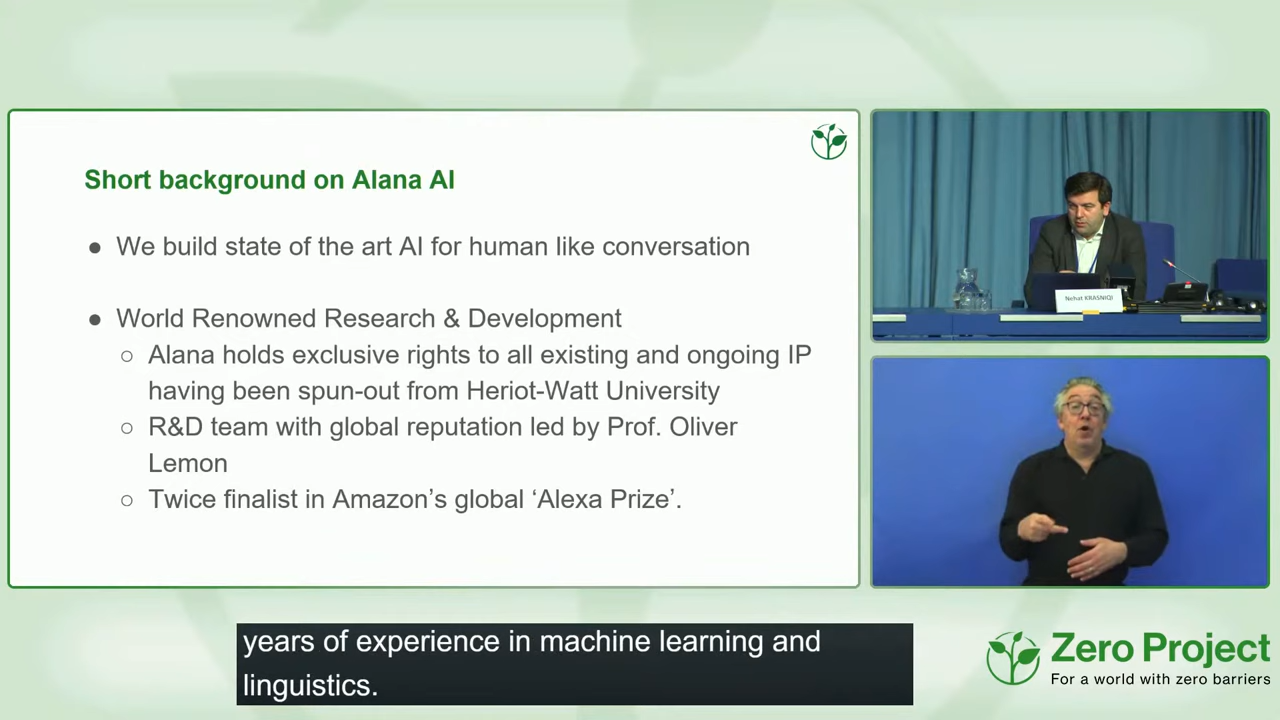 Short background on Alana AI
● We build state of the art AI for human like conversation
● World Renowned Research & Development
○ Alana holds exclusive rights to all existing and ongoing IP
having been spun-out from Heriot-Watt University
○ R&D team with global reputation led by Prof. Oliver
Lemon
○ Twice finalist in Amazon’s global ‘Alexa Prize’.
Nehat KRASNIQI
years of experience in machine learning and
linguistics.
Zero Project
For a world with zero barriers